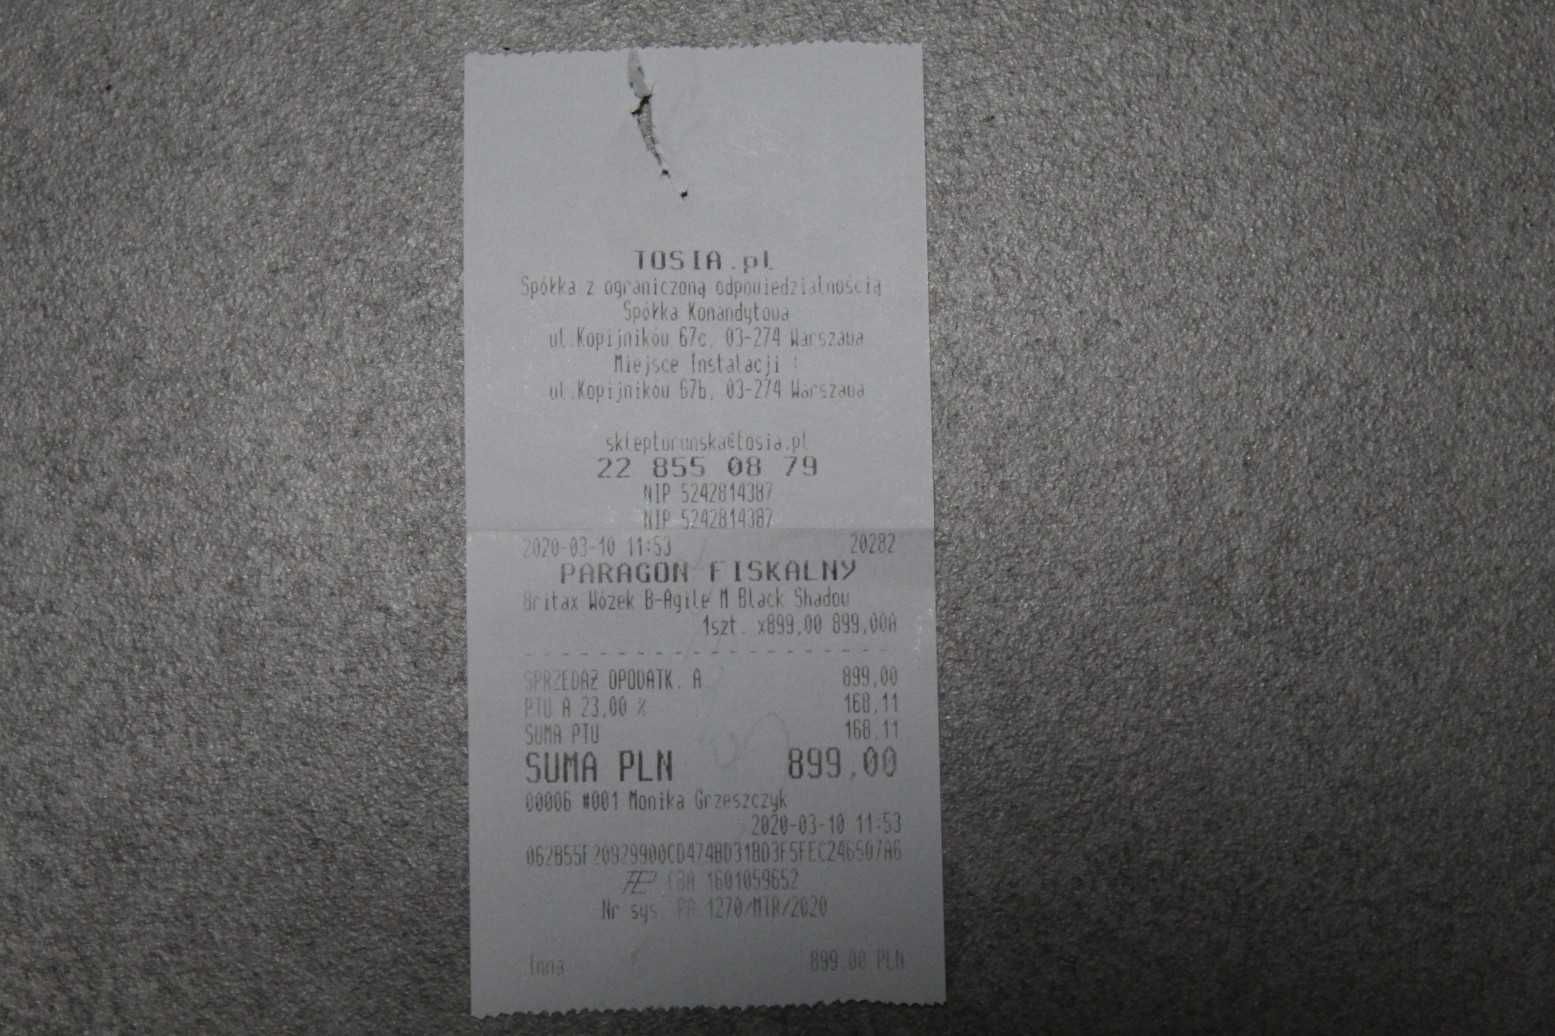 TOSIA.pl
Spółka z ograniczoną odpowiedzialnością
Spółka Komandytowa
ul.Kopijników 67c, 03-274 Warszawa
Miejsce Instalacji :
ul.Kopijników 67b, 03-274 Warszawa
skleptorunska@tosia.pl
22 855 08 79
NIP 5242814387
NIP 5242814387
2020-03-10 11:53 20282
PARAGON FISKALNY
Britax Wózek B-Agile M Black Shadow
1szt. x899,00 899,00A
SPRZEDAŻ OPODATK. A 899,00
PTU A 23,00 % 168,11
SUMA PTU 168,11
SUMA PLN 899,00
00006 #001 Monika Grzeszczyk
2020-03-10 11:53
1601059652
Nr sys. PA 1270/MTR/2020
Inna 899,00 PLN